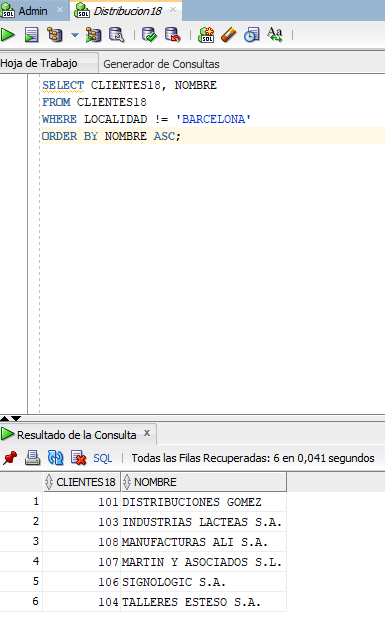 Admin
Distribucion18
Hoja de Trabajo
Generador de Consultas
SELECT CLIENTES18, NOMBRE
FROM CLIENTES18
WHERE LOCALIDAD != 'BARCELONA'
ORDER BY NOMBRE ASC;
Resultado de la Consulta x
SQL | Todas las Filas Recuperadas: 6 en 0,041 segundos
CLIENTES18 NOMBRE
1 101 DISTRIBUCIONES GOMEZ
2 103 INDUSTRIAS LACTEAS S.A.
3 108 MANUFACTURAS ALI S.A.
4 107 MARTIN Y ASOCIADOS S.L.
5 106 SIGNOLOGIC S.A.
6 104 TALLERES ESTESO S.A.